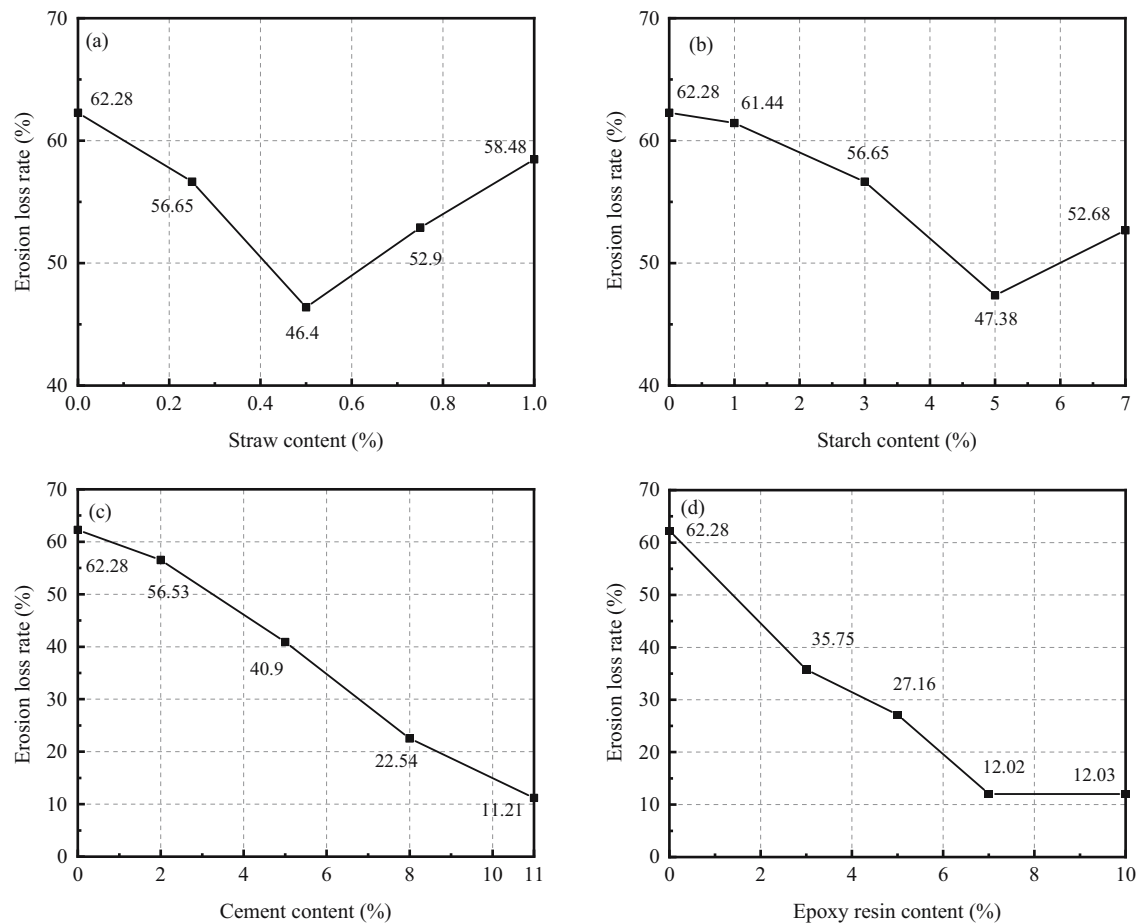 (a)
Erosion loss rate (%)
70
60
50
40
62.28
56.65
46.4
52.9
58.48
0.0 0.2 0.4 0.6 0.8 1.0
Straw content (%)
(b)
Erosion loss rate (%)
70
60
50
40
62.28
61.44
56.65
47.38
52.68
0 1 2 3 4 5 6 7
Starch content (%)
(c)
Erosion loss rate (%)
70
60
50
40
30
20
10
0
62.28
56.53
40.9
22.54
11.21
0 2 4 6 8 10 11
Cement content (%)
(d)
Erosion loss rate (%)
70
60
50
40
30
20
10
0
62.28
35.75
27.16
12.02
12.03
0 2 4 6 8 10
Epoxy resin content (%)